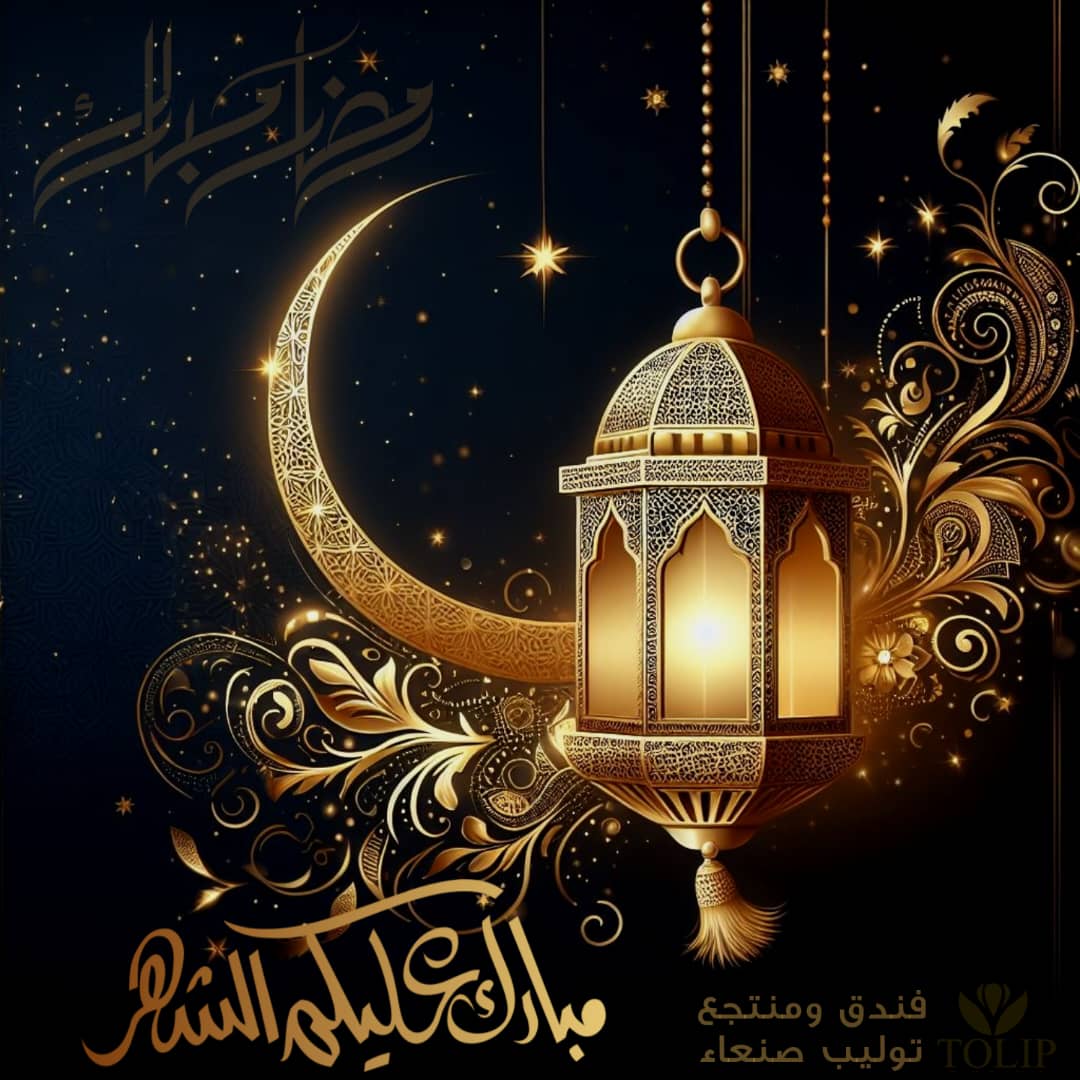 رمضان مبارك
مبارك عليكم الشهر
فندق ومنتجع
توليب صنعاء
TOLIP